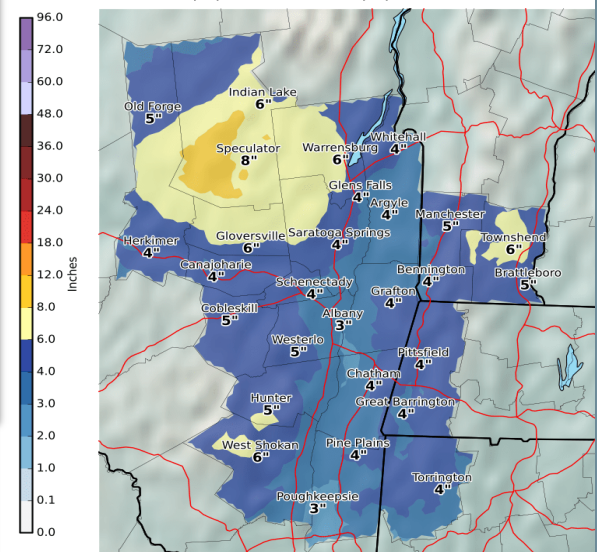 96.0
72.0
60.0
48.0
36.0
30.0
24.0
18.0
12.0
8.0
6.0
4.0
3.0
2.0
1.0
0.1
0.0
Inches
Indian Lake
6"
Old Forge
5"
Speculator
8"
Warrensburg
6"
Whitehall
4"
Glens Falls
4"
Argyle
4"
Manchester
5"
Herkimer
4"
Gloversville
6"
Saratoga Springs
4"
Townshend
6"
Canajoharie
4"
Bennington
4"
Brattleboro
5"
Schenectady
4"
Grafton
4"
Cobleskill
5"
Albany
3"
Westerlo
5"
Pittsfield
4"
Chatham
4"
Hunter
5"
Great Barrington
4"
West Shokan
6"
Pine Plains
4"
Torrington
4"
Poughkeepsie
3"